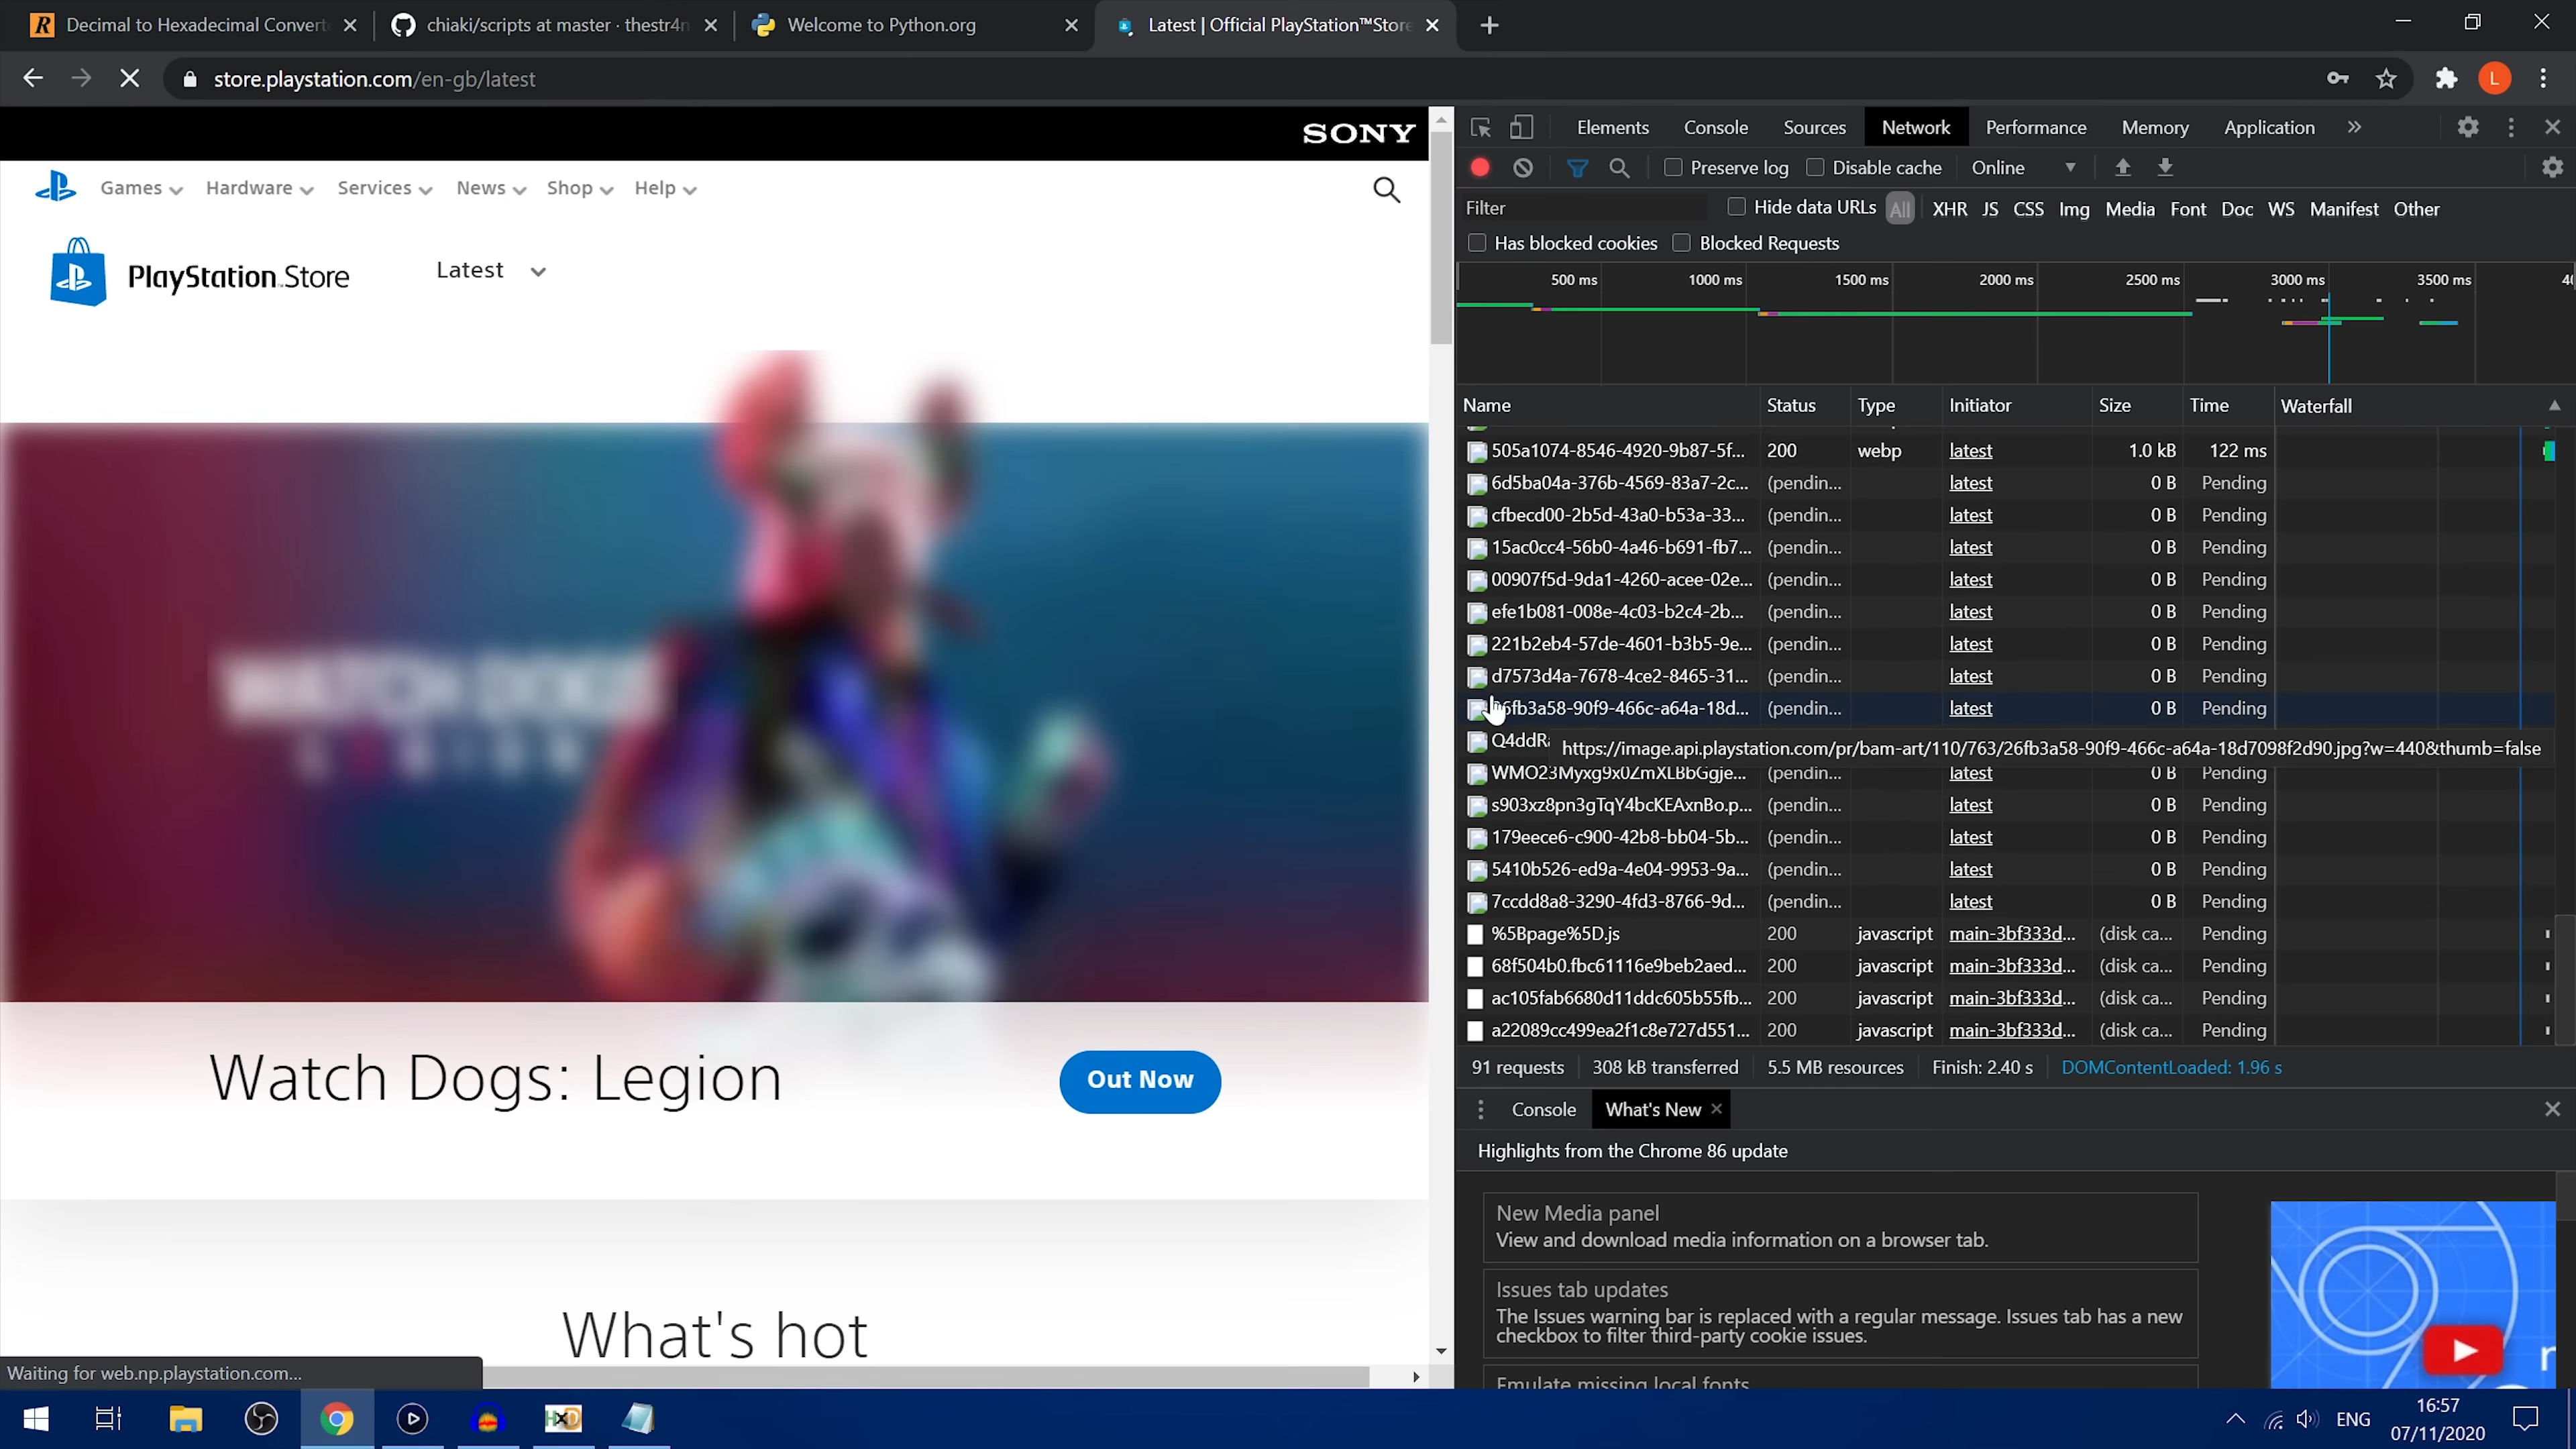 Decimal to Hexadecimal Convert
chiaki/scripts at master · thestr4n
Welcome to Python.org
Latest | Official PlayStation™Store
store.playstation.com/en-gb/latest
L
SONY
Games
Hardware
Services
News
Shop
Help
PlayStation Store
Latest
WATCH DOGS
LEGION
Watch Dogs: Legion
Out Now
What's hot
Waiting for web.np.playstation.com...
Elements Console Sources Network Performance Memory Application
Preserve log Disable cache Online
Filter Hide data URLs All XHR JS CSS Img Media Font Doc WS Manifest Other
Has blocked cookies Blocked Requests
500 ms 1000 ms 1500 ms 2000 ms 2500 ms 3000 ms 3500 ms
Name Status Type Initiator Size Time Waterfall
505a1074-8546-4920-9b87-5f... 200 webp latest 1.0 kB 122 ms
6d5ba04a-376b-4569-83a7-2c... (pendin... latest 0 B Pending
cfbecd00-2b5d-43a0-b53a-33... (pendin... latest 0 B Pending
15ac0cc4-56b0-4a46-b691-fb7... (pendin... latest 0 B Pending
00907f5d-9da1-4260-acee-02e... (pendin... latest 0 B Pending
efe1b081-008e-4c03-b2c4-2b... (pendin... latest 0 B Pending
221b2eb4-57de-4601-b3b5-9e... (pendin... latest 0 B Pending
d7573d4a-7678-4ce2-8465-31... (pendin... latest 0 B Pending
26fb3a58-90f9-466c-a64a-18d... (pendin... latest 0 B Pending
Q4ddR
https://image.api.playstation.com/pr/bam-art/110/763/26fb3a58-90f9-466c-a64a-18d7098f2d90.jpg?w=440&thumb=false
WMO23Myxg9x0ZmXLBbGgje... (pendin... latest 0 B Pending
s903xz8pn3gTqY4bcKEAxnBo.p... (pendin... latest 0 B Pending
179eece6-c900-42b8-bb04-5b... (pendin... latest 0 B Pending
5410b526-ed9a-4e04-9953-9a... (pendin... latest 0 B Pending
7ccdd8a8-3290-4fd3-8766-9d... (pendin... latest 0 B Pending
%5Bpage%5D.js 200 javascript main-3bf333d... (disk ca... Pending
68f504b0.fbc61116e9beb2aed... 200 javascript main-3bf333d... (disk ca... Pending
ac105fab6680d11ddc605b55fb... 200 javascript main-3bf333d... (disk ca... Pending
a22089cc499ea2f1c8e727d551... 200 javascript main-3bf333d... (disk ca... Pending
91 requests 308 kB transferred 5.5 MB resources Finish: 2.40 s DOMContentLoaded: 1.96 s
Console What's New
Highlights from the Chrome 86 update
New Media panel
View and download media information on a browser tab.
Issues tab updates
The Issues warning bar is replaced with a regular message. Issues tab has a new
checkbox to filter third-party cookie issues.
Emulate missing local fonts
HxD
ENG
16:57
07/11/2020